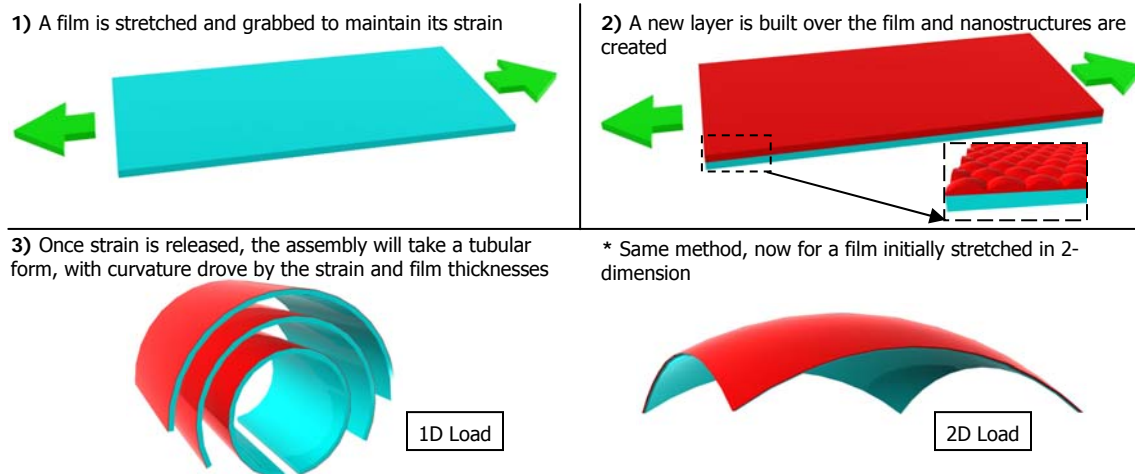 1) A film is stretched and grabbed to maintain its strain
2) A new layer is built over the film and nanostructures are
created
3) Once strain is released, the assembly will take a tubular
form, with curvature drove by the strain and film thicknesses
1D Load
* Same method, now for a film initially stretched in 2-
dimension
2D Load